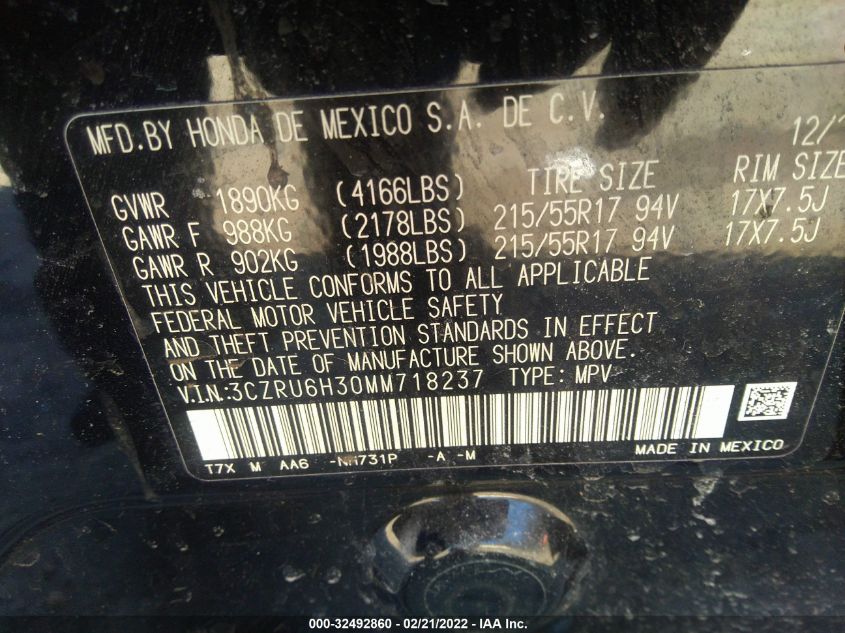 MFD.BY HONDA DE MEXICO S.A. DE C.V.
12/
GVWR 1890KG (4166LBS) TIRE SIZE RIM SIZE
GAWR F 988KG (2178LBS) 215/55R17 94V 17X7.5J
GAWR R 902KG (1988LBS) 215/55R17 94V 17X7.5J
THIS VEHICLE CONFORMS TO ALL APPLICABLE
FEDERAL MOTOR VEHICLE SAFETY
AND THEFT PREVENTION STANDARDS IN EFFECT
ON THE DATE OF MANUFACTURE SHOWN ABOVE.
V.I.N.:3CZRU6H30MM718237 TYPE: MPV
T7X M AA6 -NH731P -A -M MADE IN MEXICO
000-32492860 - 02/21/2022 - IAA Inc.